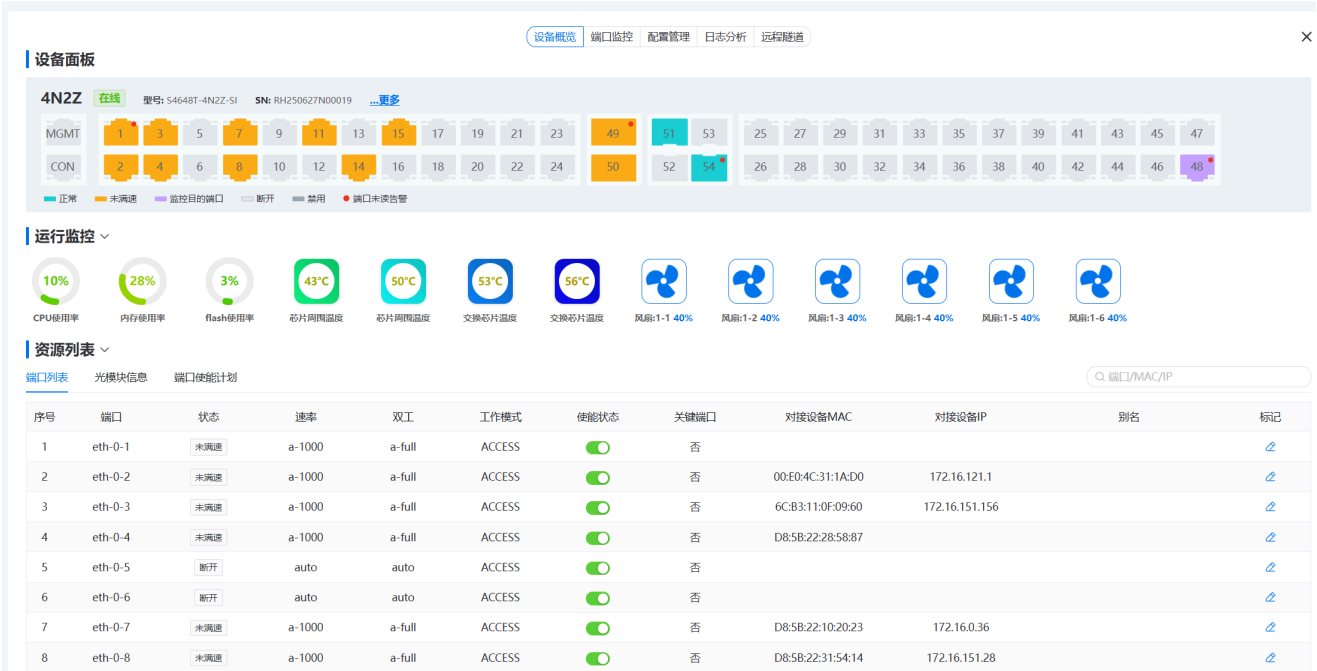 设备概览 端口监控 配置管理 日志分析 远程隧道
设备面板
4N2Z 在线 型号: S4648T-4N2Z-SI SN: RH250627N00019 ...更多
MGMT 1 3 5 7 9 11 13 15 17 19 21 23 49 51 53 25 27 29 31 33 35 37 39 41 43 45 47
CON 2 4 6 8 10 12 14 16 18 20 22 24 50 52 54 26 28 30 32 34 36 38 40 42 44 46 48
正常 未满速 监控目的端口 断开 禁用 端口未读告警
运行监控
10% 28% 3% 43°C 50°C 53°C 56°C
CPU使用率 内存使用率 flash使用率 芯片周围温度 芯片周围温度 交换芯片温度 交换芯片温度 风扇:1-1 40% 风扇:1-2 40% 风扇:1-3 40% 风扇:1-4 40% 风扇:1-5 40% 风扇:1-6 40%
资源列表
端口列表 光模块信息 端口使能计划 端口/MAC/IP
序号 端口 状态 速率 双工 工作模式 使能状态 关键端口 对接设备MAC 对接设备IP 别名 标记
1 eth-0-1 未满速 a-1000 a-full ACCESS 否
2 eth-0-2 未满速 a-1000 a-full ACCESS 否 00:E0:4C:31:1A:D0 172.16.121.1
3 eth-0-3 未满速 a-1000 a-full ACCESS 否 6C:B3:11:0F:09:60 172.16.151.156
4 eth-0-4 未满速 a-1000 a-full ACCESS 否 D8:5B:22:28:58:87
5 eth-0-5 断开 auto auto ACCESS 否
6 eth-0-6 断开 auto auto ACCESS 否
7 eth-0-7 未满速 a-1000 a-full ACCESS 否 D8:5B:22:10:20:23 172.16.0.36
8 eth-0-8 未满速 a-1000 a-full ACCESS 否 D8:5B:22:31:54:14 172.16.151.28